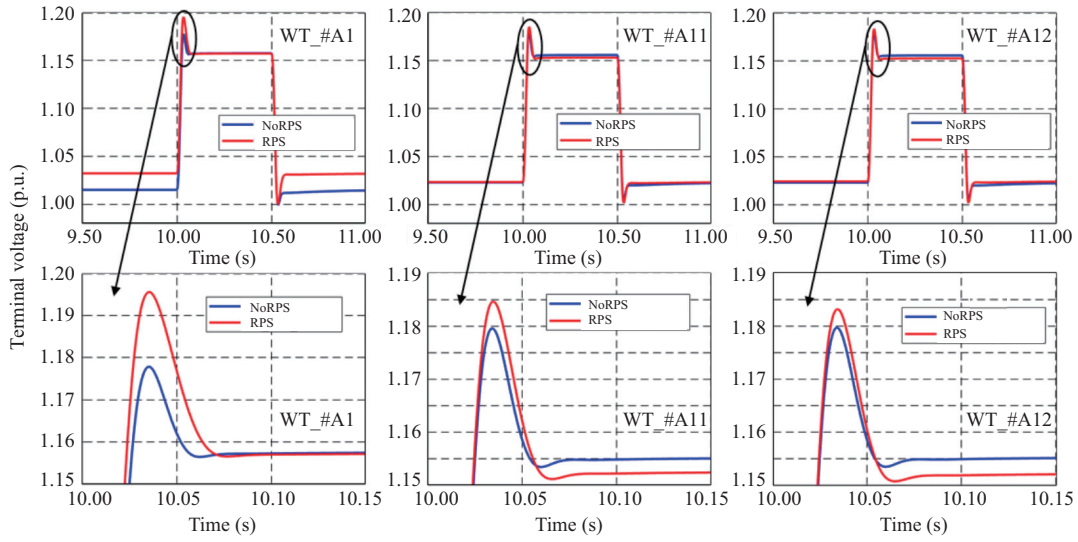 Terminal voltage (p.u.)
1.20
1.15
1.10
1.05
1.00
WT_#A1
NoRPS
RPS
9.50 10.00 10.50 11.00
Time (s)
1.20
1.15
1.10
1.05
1.00
WT_#A11
NoRPS
RPS
9.50 10.00 10.50 11.00
Time (s)
1.20
1.15
1.10
1.05
1.00
WT_#A12
NoRPS
RPS
9.50 10.00 10.50 11.00
Time (s)
1.20
1.19
1.18
1.17
1.16
1.15
NoRPS
RPS
WT_#A1
10.00 10.05 10.10 10.15
Time (s)
1.19
1.18
1.17
1.16
1.15
NoRPS
RPS
WT_#A11
10.00 10.05 10.10 10.15
Time (s)
1.19
1.18
1.17
1.16
1.15
NoRPS
RPS
WT_#A12
10.00 10.05 10.10 10.15
Time (s)